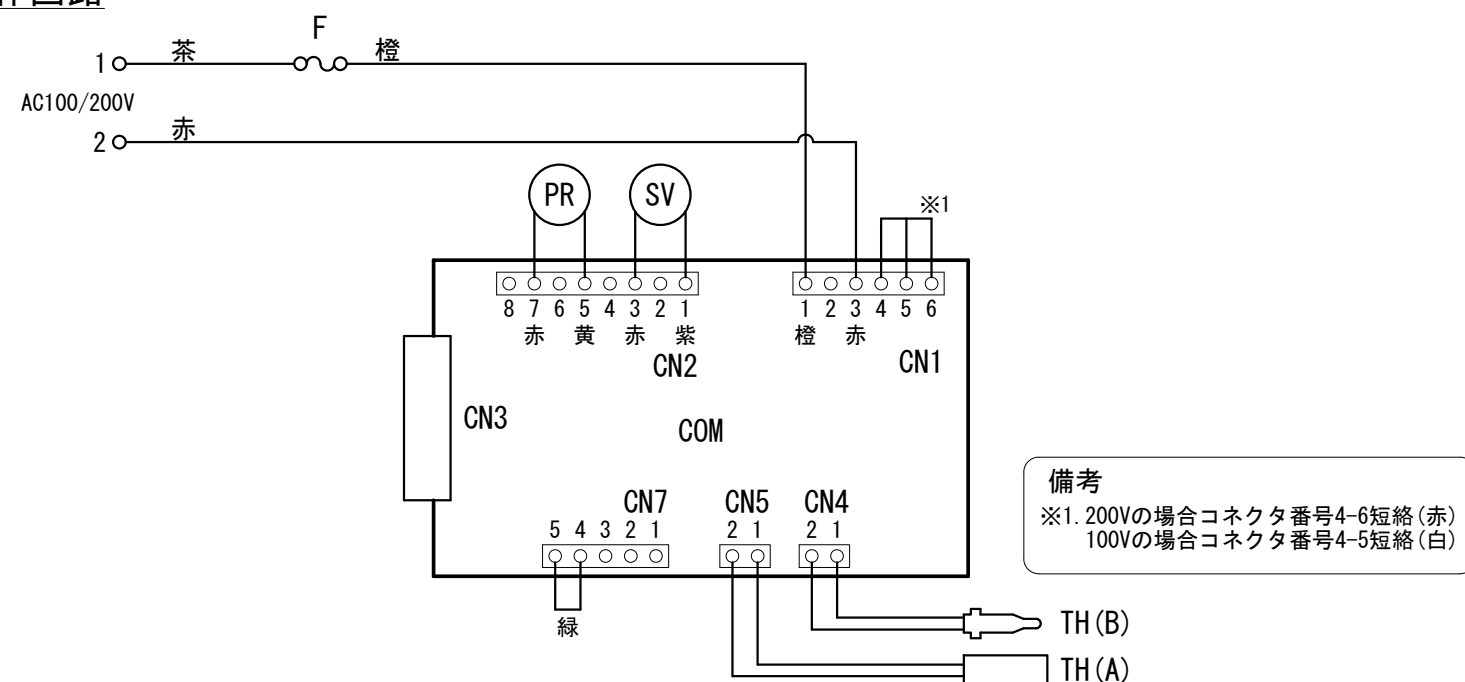 F
1 茶 橙
AC100/200V
2 赤
PR SV ※1
8 7 6 5 4 3 2 1 1 2 3 4 5 6
赤 黄 赤 紫 橙 赤
CN2 CN1
CN3 COM
CN7 CN5 CN4
5 4 3 2 1 2 1 2 1
緑
備考
※1.200Vの場合コネクタ番号4-6短絡(赤)
100Vの場合コネクタ番号4-5短絡(白)
TH(B)
TH(A)